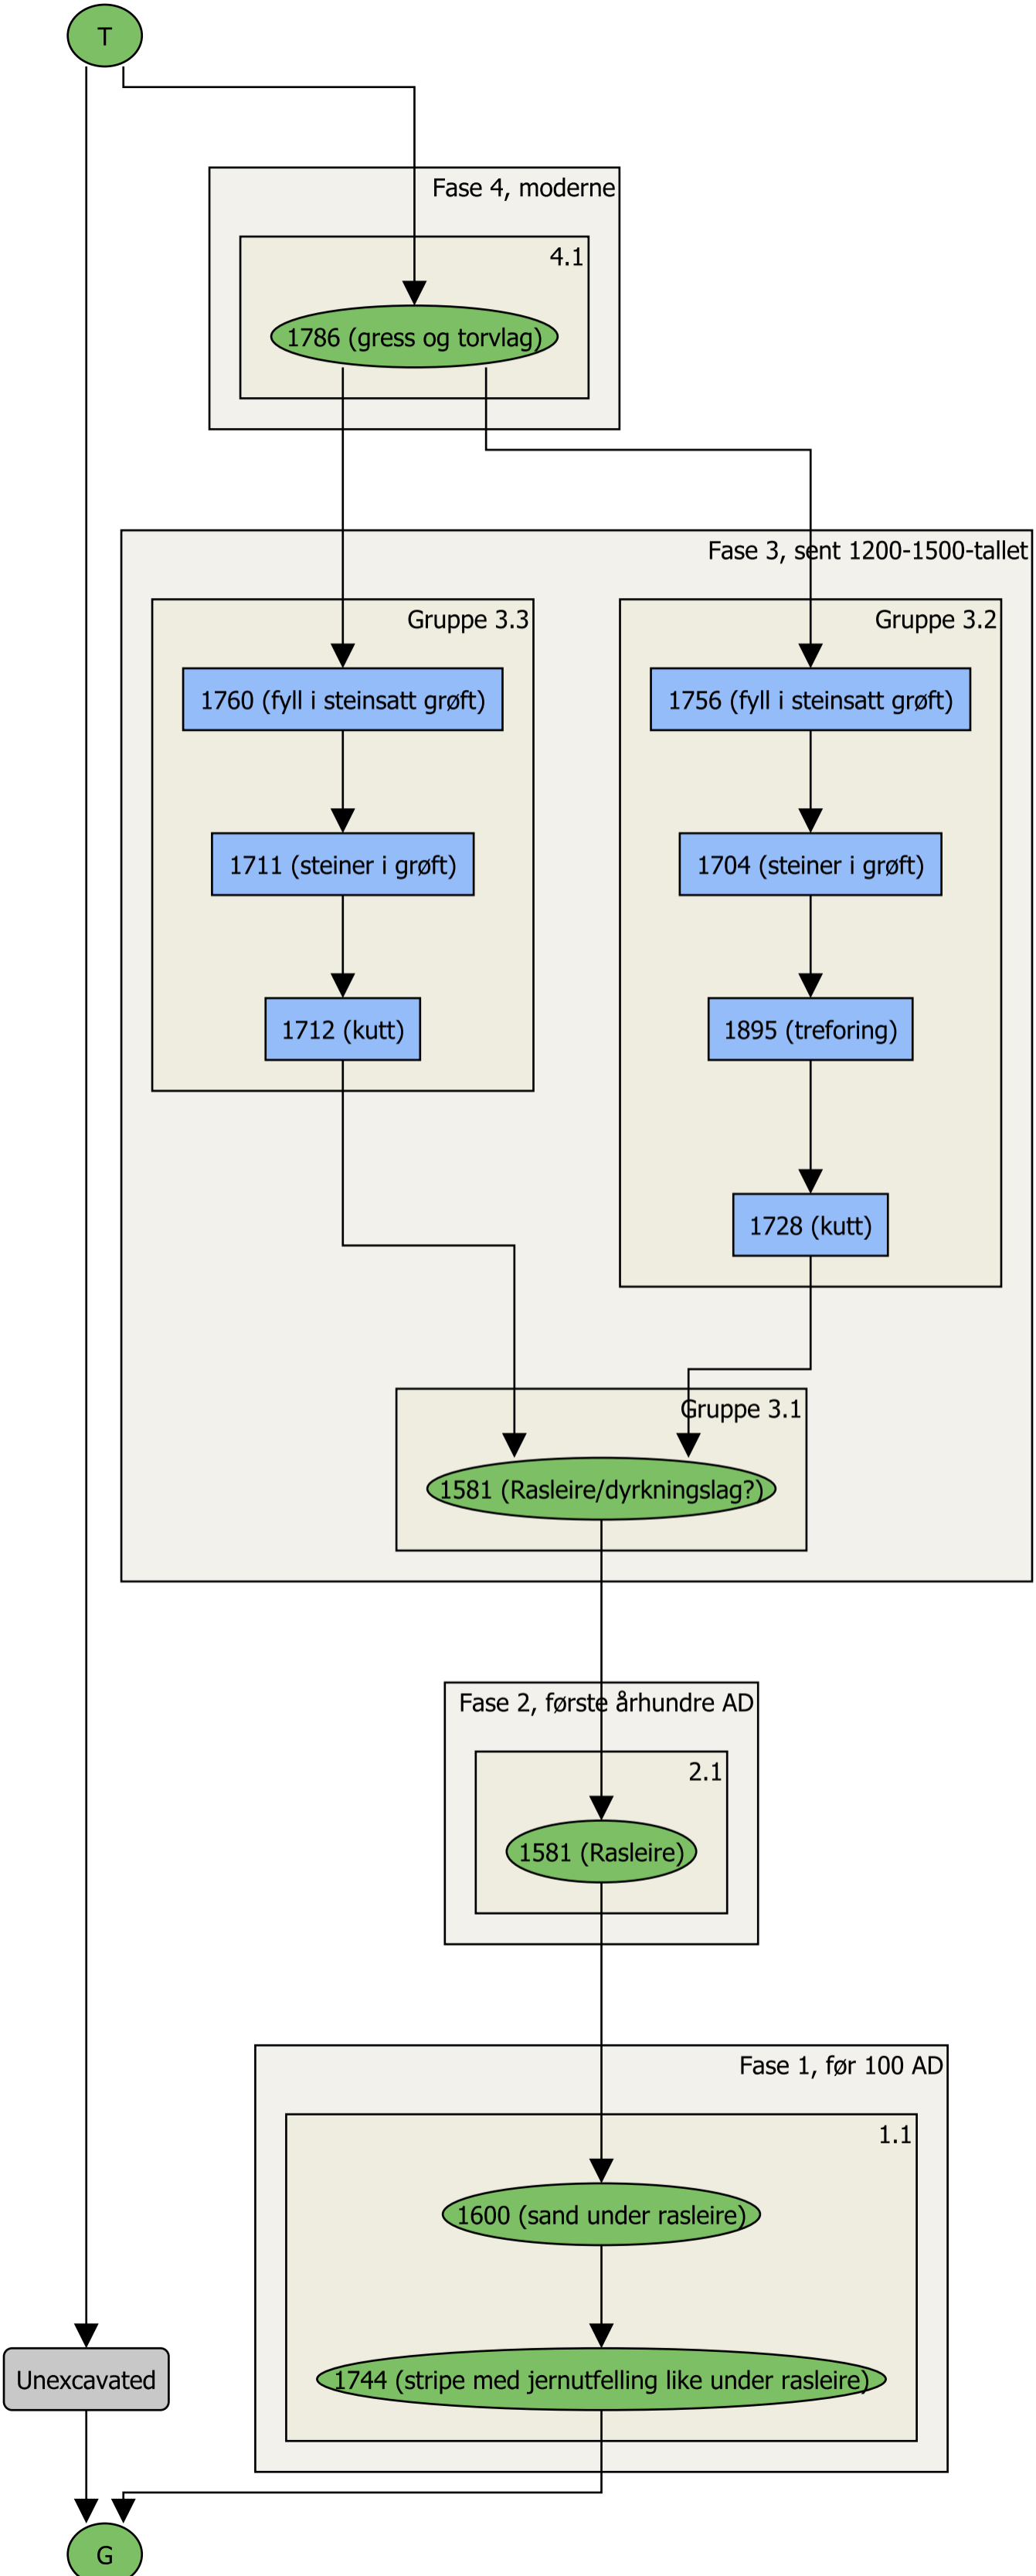 T
Fase 4, moderne
4.1
1786 (gress og torvlag)
Fase 3, sent 1200-1500-tallet
Gruppe 3.3
Gruppe 3.2
1760 (fyll i steinsatt grøft)
1756 (fyll i steinsatt grøft)
1711 (steiner i grøft)
1704 (steiner i grøft)
1712 (kutt)
1895 (treforing)
1728 (kutt)
Gruppe 3.1
1581 (Rasleire/dyrkningslag?)
Fase 2, første århundre AD
2.1
1581 (Rasleire)
Fase 1, før 100 AD
1.1
1600 (sand under rasleire)
Unexcavated
1744 (stripe med jernutfelling like under rasleire)
G